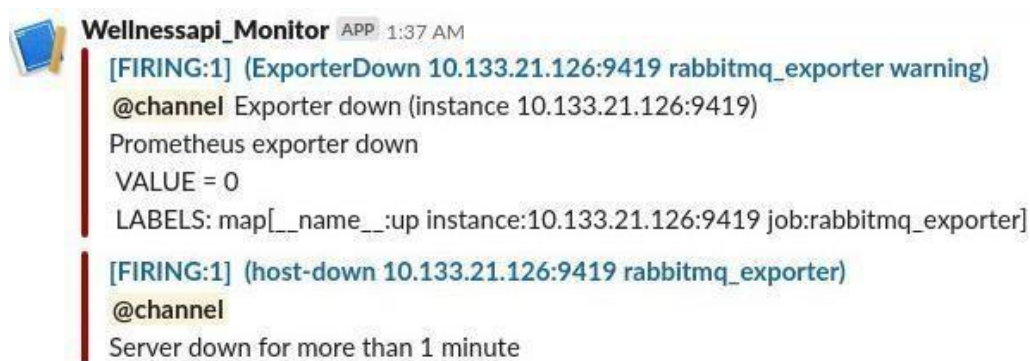 Wellnessapi_Monitor APP 1:37 AM
[FIRING:1] (ExporterDown 10.133.21.126:9419 rabbitmq_exporter warning)
@channel Exporter down (instance 10.133.21.126:9419)
Prometheus exporter down
VALUE = 0
LABELS: map[__name__:up instance:10.133.21.126:9419 job:rabbitmq_exporter]
[FIRING:1] (host-down 10.133.21.126:9419 rabbitmq_exporter)
@channel
Server down for more than 1 minute